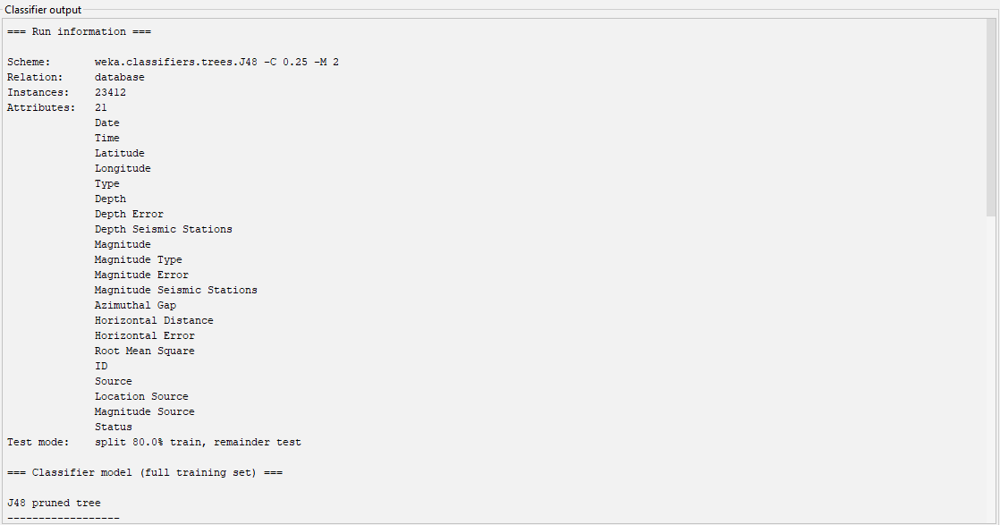 Classifier output
=== Run information ===
Scheme: weka.classifiers.trees.J48 -C 0.25 -M 2
Relation: database
Instances: 23412
Attributes: 21
Date
Time
Latitude
Longitude
Type
Depth
Depth Error
Depth Seismic Stations
Magnitude
Magnitude Type
Magnitude Error
Magnitude Seismic Stations
Azimuthal Gap
Horizontal Distance
Horizontal Error
Root Mean Square
ID
Source
Location Source
Magnitude Source
Status
Test mode: split 80.0% train, remainder test
=== Classifier model (full training set) ===
J48 pruned tree
------------------